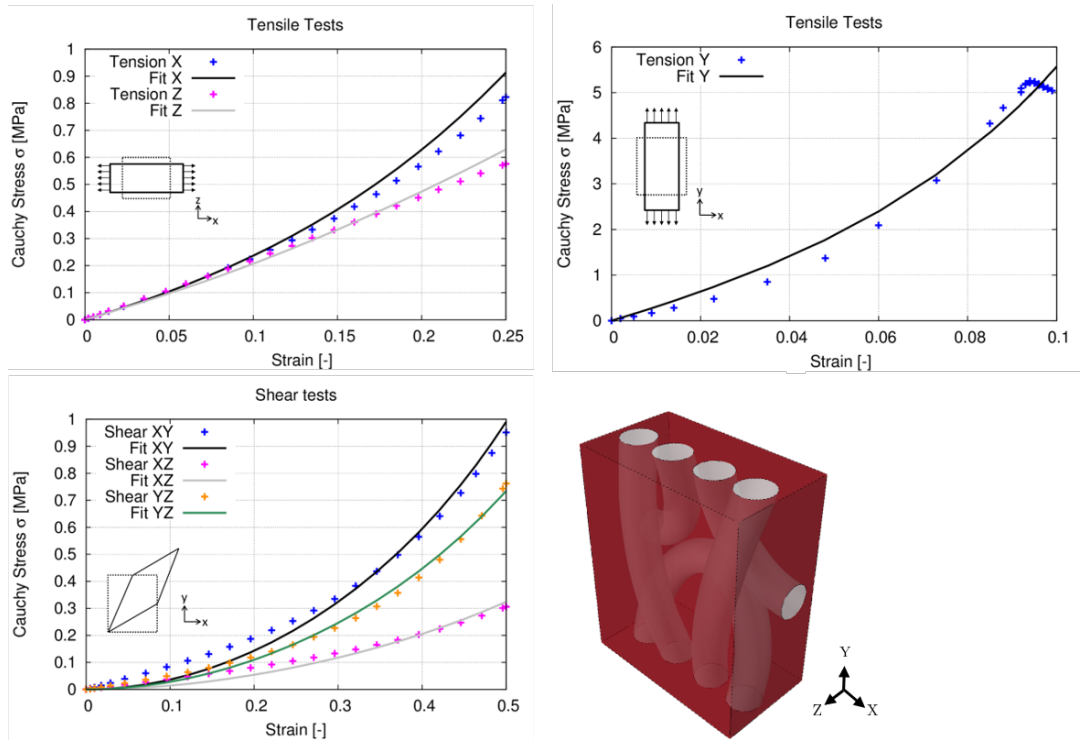 Tensile Tests
Cauchy Stress σ [MPa]
1
0.9
0.8
0.7
0.6
0.5
0.4
0.3
0.2
0.1
0
Tension X
Fit X
Tension Z
Fit Z
z
x
0
0.05
0.1
0.15
0.2
0.25
Strain [-]
Tensile Tests
Cauchy Stress σ [MPa]
6
5
4
3
2
1
0
Tension Y
Fit Y
y
x
0
0.02
0.04
0.06
0.08
0.1
Strain [-]
Shear tests
Cauchy Stress σ [MPa]
1
0.9
0.8
0.7
0.6
0.5
0.4
0.3
0.2
0.1
0
Shear XY
Fit XY
Shear XZ
Fit XZ
Shear YZ
Fit YZ
y
x
0
0.1
0.2
0.3
0.4
0.5
Strain [-]
Y
Z
X